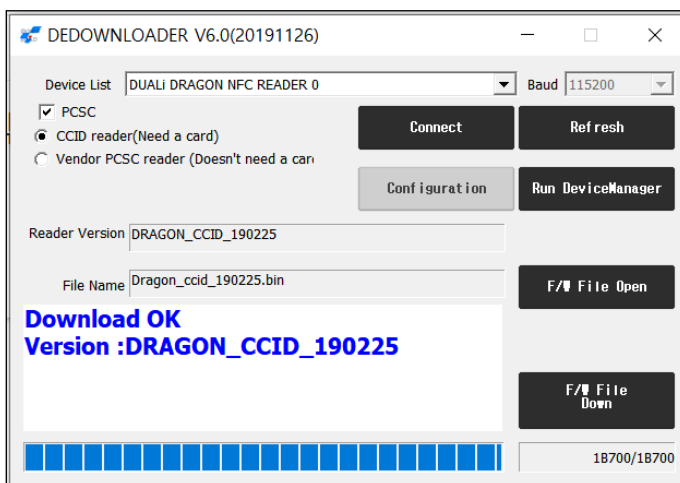 DEDOWNLOADER V6.0(20191126)
Device List DUALi DRAGON NFC READER 0 Baud 115200
PCSC
CCID reader(Need a card)
Vendor PCSC reader (Doesn't need a car
Connect Refresh
Configuration Run DeviceManager
Reader Version DRAGON_CCID_190225
File Name Dragon_ccid_190225.bin
F/W File Open
Download OK
Version :DRAGON_CCID_190225
F/W File
Down
1B700/1B700